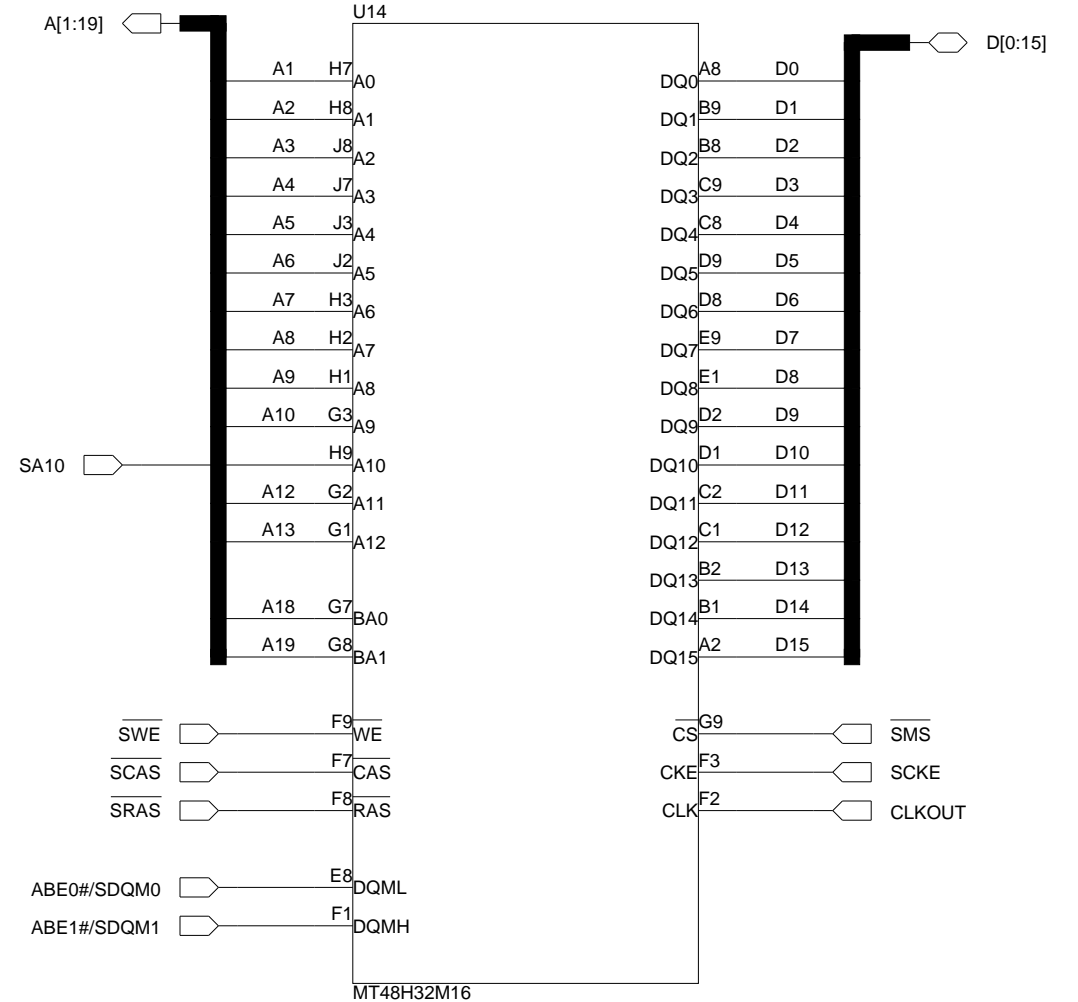 U14
A[1:19]
D[0:15]
A1 H7 A0 DQ0 A8 D0
A2 H8 A1 DQ1 B9 D1
A3 J8 A2 DQ2 B8 D2
A4 J7 A3 DQ3 C9 D3
A5 J3 A4 DQ4 C8 D4
A6 J2 A5 DQ5 D9 D5
A7 H3 A6 DQ6 D8 D6
A8 H2 A7 DQ7 E9 D7
A9 H1 A8 DQ8 E1 D8
A10 G3 A9 DQ9 D2 D9
SA10 H9 A10 DQ10 D1 D10
A12 G2 A11 DQ11 C2 D11
A13 G1 A12 DQ12 C1 D12
DQ13 B2 D13
A18 G7 BA0 DQ14 B1 D14
A19 G8 BA1 DQ15 A2 D15
SWE F9 WE CS G9 SMS
SCAS F7 CAS CKE F3 SCKE
SRAS F8 RAS CLK F2 CLKOUT
ABE0#/SDQM0 E8 DQML
ABE1#/SDQM1 F1 DQMH
MT48H32M16